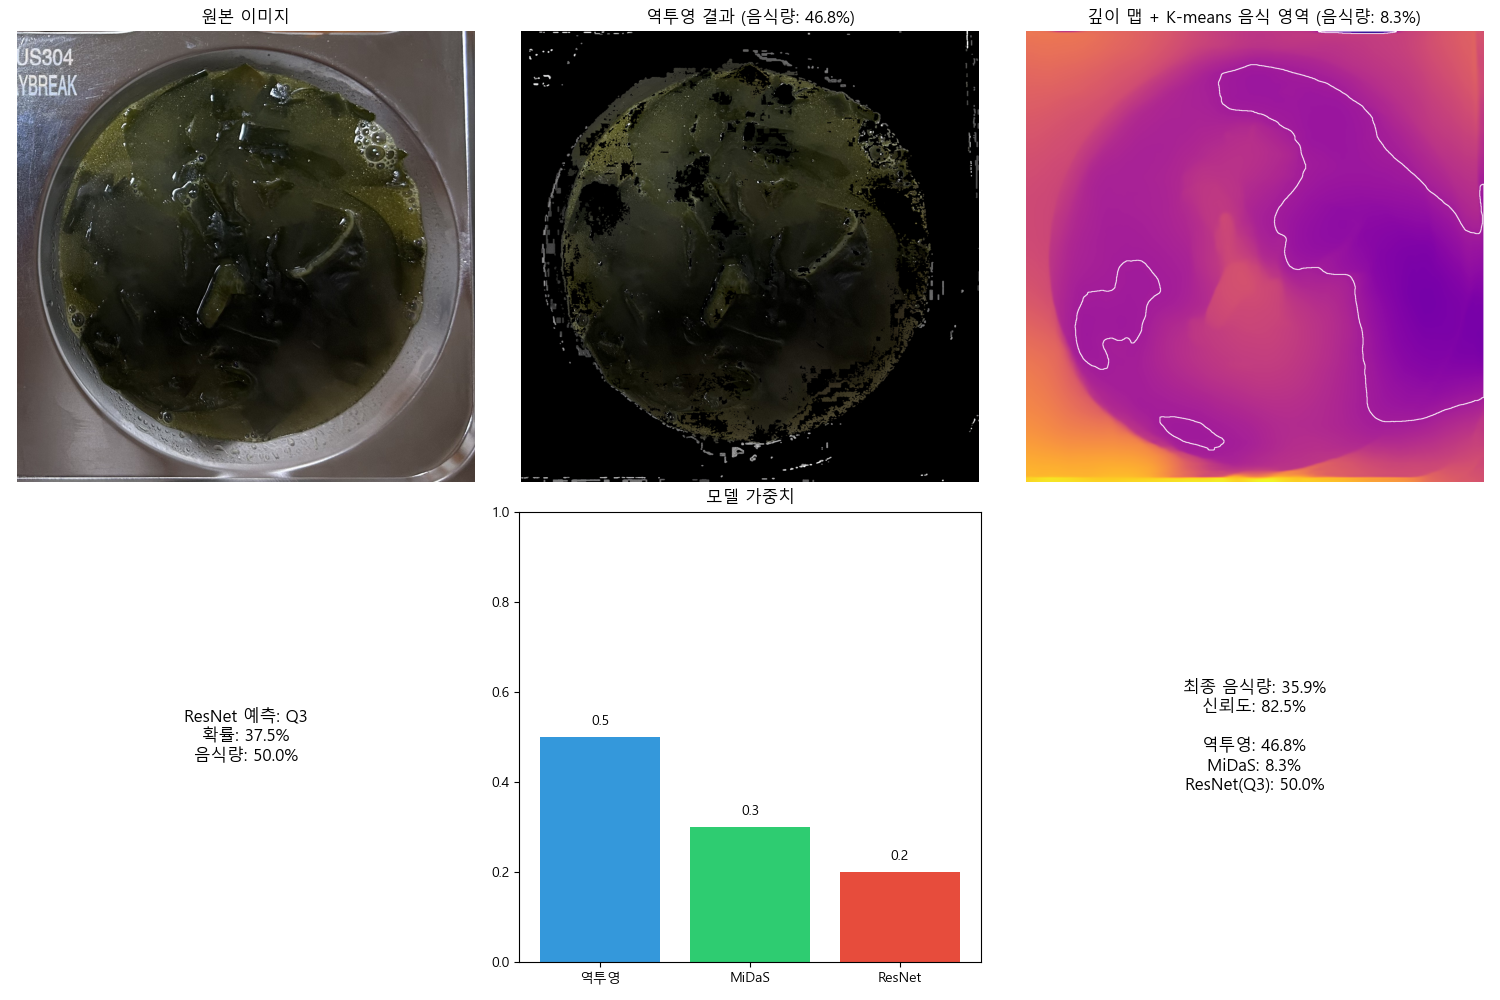 원본 이미지
역투영 결과 (음식량: 46.8%)
깊이 맵 + K-means 음식 영역 (음식량: 8.3%)
US304
YBREAK
모델 가중치
1.0
0.8
0.6
0.4
0.2
0.0
0.5
0.3
0.2
역투영
MiDaS
ResNet
ResNet 예측: Q3
확률: 37.5%
음식량: 50.0%
최종 음식량: 35.9%
신뢰도: 82.5%
역투영: 46.8%
MiDaS: 8.3%
ResNet(Q3): 50.0%